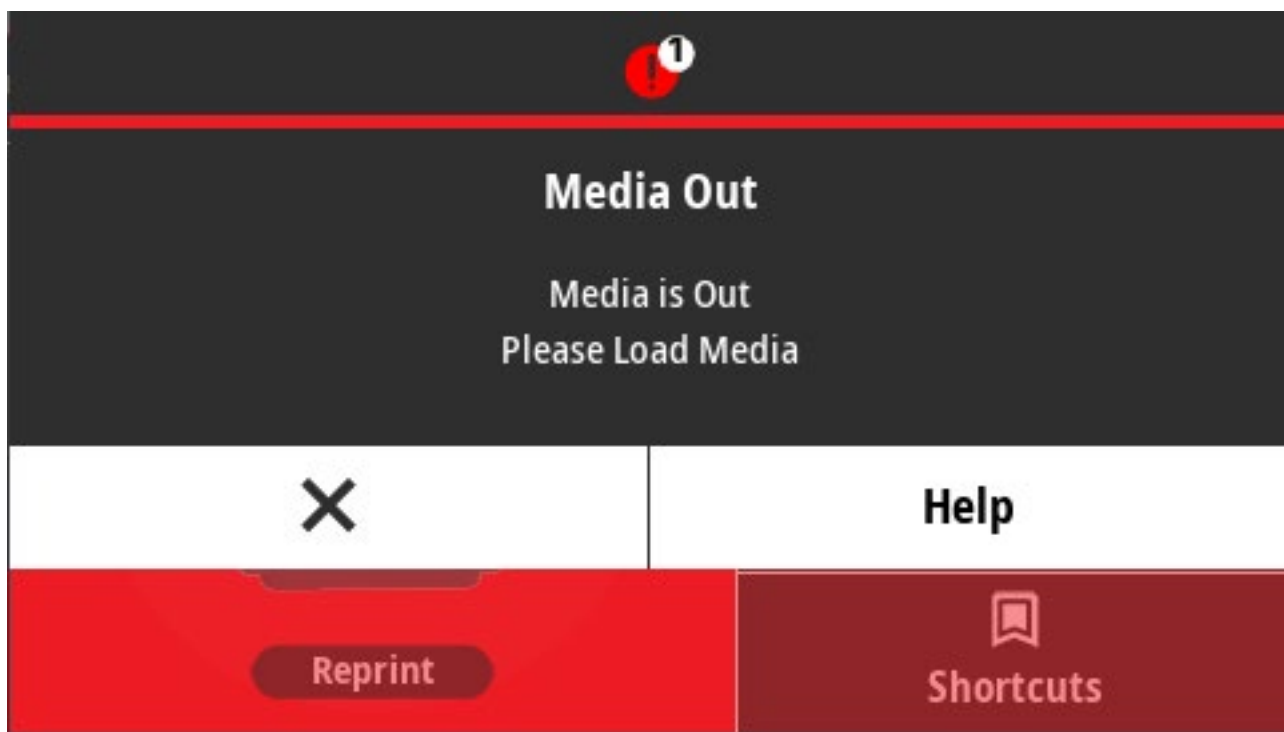 1
Media Out
Media is Out
Please Load Media
Help
Reprint
Shortcuts